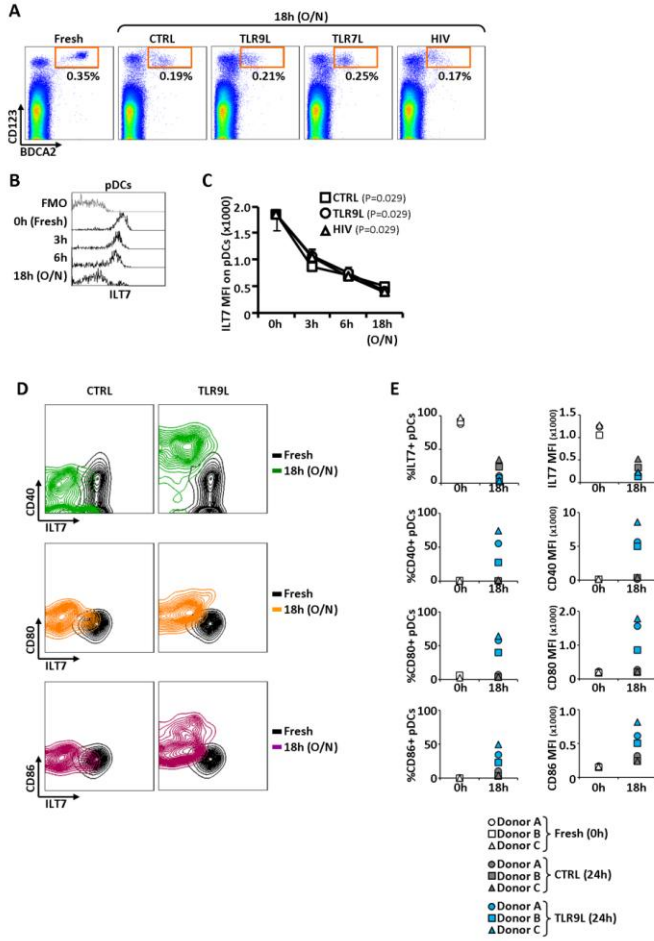 A
18h (O/N)
Fresh CTRL TLR9L TLR7L HIV
0.35% 0.19% 0.21% 0.25% 0.17%
CD123
BDCA2
B
pDCs
FMO
0h (Fresh)
3h
6h
18h (O/N)
ILT7
C
CTRL (P=0.029)
TLR9L (P=0.029)
HIV (P=0.029)
ILT7 MFI on pDCs (x1000)
2.0
1.5
1.0
0.5
0
0h 3h 6h 18h
(O/N)
D
CTRL TLR9L
CD40
ILT7
Fresh
18h (O/N)
CD80
ILT7
Fresh
18h (O/N)
CD86
ILT7
Fresh
18h (O/N)
E
%ILT7+ pDCs
100
50
0
0h 18h
ILT7 MFI (x1000)
1.5
1.0
0.5
0
0h 18h
%CD40+ pDCs
100
50
0
0h 18h
CD40 MFI (x1000)
10
5
0
0h 18h
%CD80+ pDCs
100
50
0
0h 18h
CD80 MFI (x1000)
2.0
1.0
0
0h 18h
%CD86+ pDCs
100
50
0
0h 18h
CD86 MFI (x1000)
1.0
0.5
0
0h 18h
Donor A
Donor B Fresh (0h)
Donor C
Donor A
Donor B CTRL (24h)
Donor C
Donor A
Donor B TLR9L (24h)
Donor C